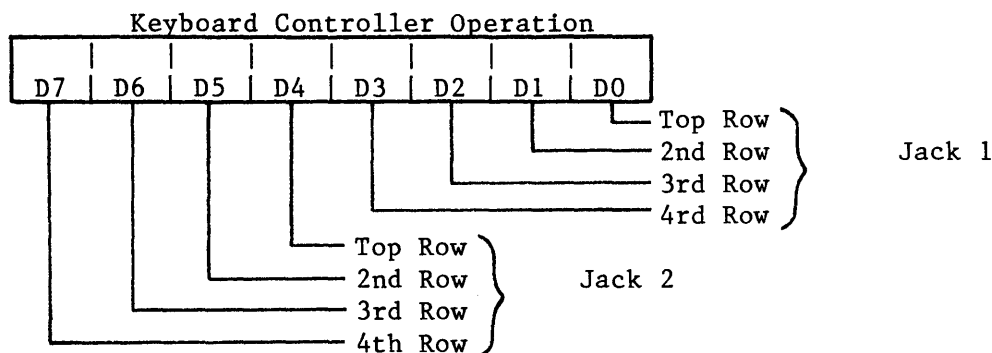 Keyboard Controller Operation
D7 D6 D5 D4 D3 D2 D1 D0
Top Row
2nd Row
3rd Row
4rd Row
Jack 1
Top Row
2nd Row
3rd Row
4th Row
Jack 2